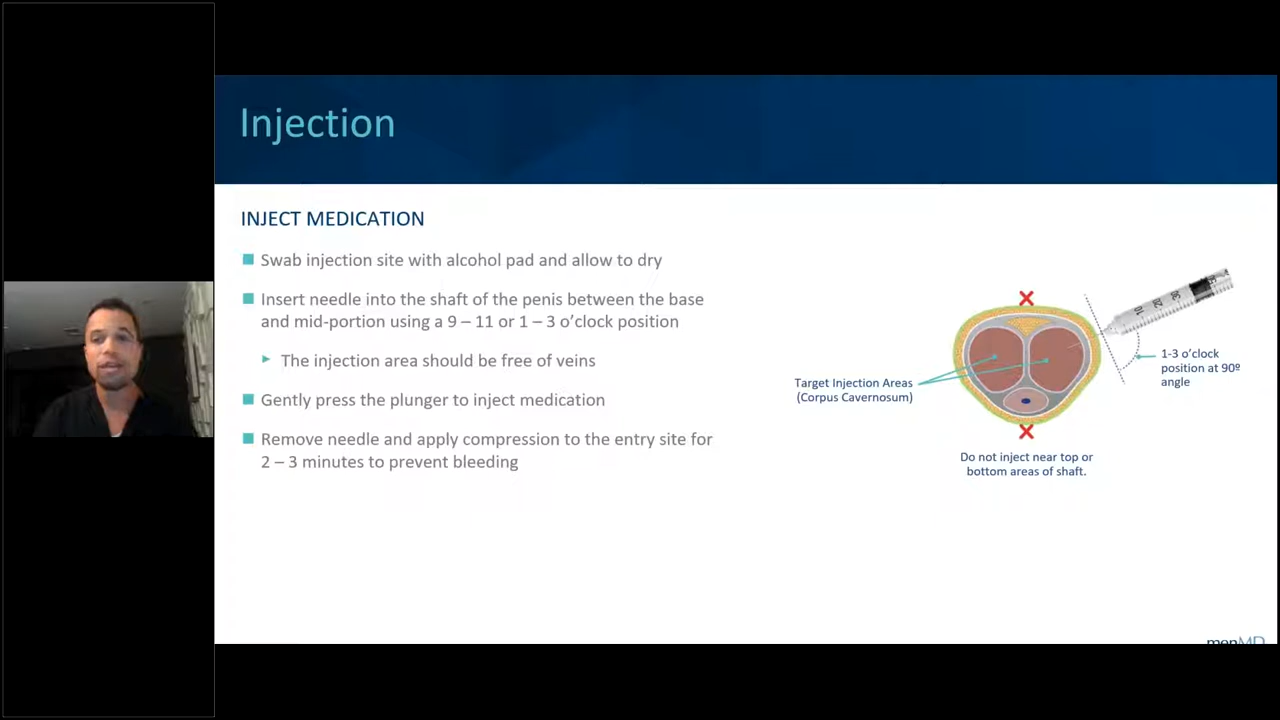 Injection
INJECT MEDICATION
Swab injection site with alcohol pad and allow to dry
Insert needle into the shaft of the penis between the base
and mid-portion using a 9 – 11 or 1 – 3 o’clock position
The injection area should be free of veins
Gently press the plunger to inject medication
Remove needle and apply compression to the entry site for
2 – 3 minutes to prevent bleeding
Target Injection Areas
(Corpus Cavernosum)
10
20
30
1-3 o’clock
position at 90º
angle
Do not inject near top or
bottom areas of shaft.
menMD